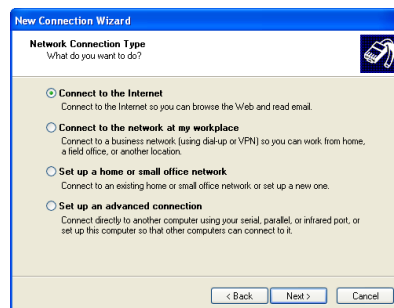 New Connection Wizard
Network Connection Type
What do you want to do?
Connect to the Internet
Connect to the Internet so you can browse the Web and read email.
Connect to the network at my workplace
Connect to a business network (using dial-up or VPN) so you can work from home,
a field office, or another location.
Set up a home or small office network
Connect to an existing home or small office network or set up a new one.
Set up an advanced connection
Connect directly to another computer using your serial, parallel, or infrared port, or
set up this computer so that other computers can connect to it.
< Back Next > Cancel